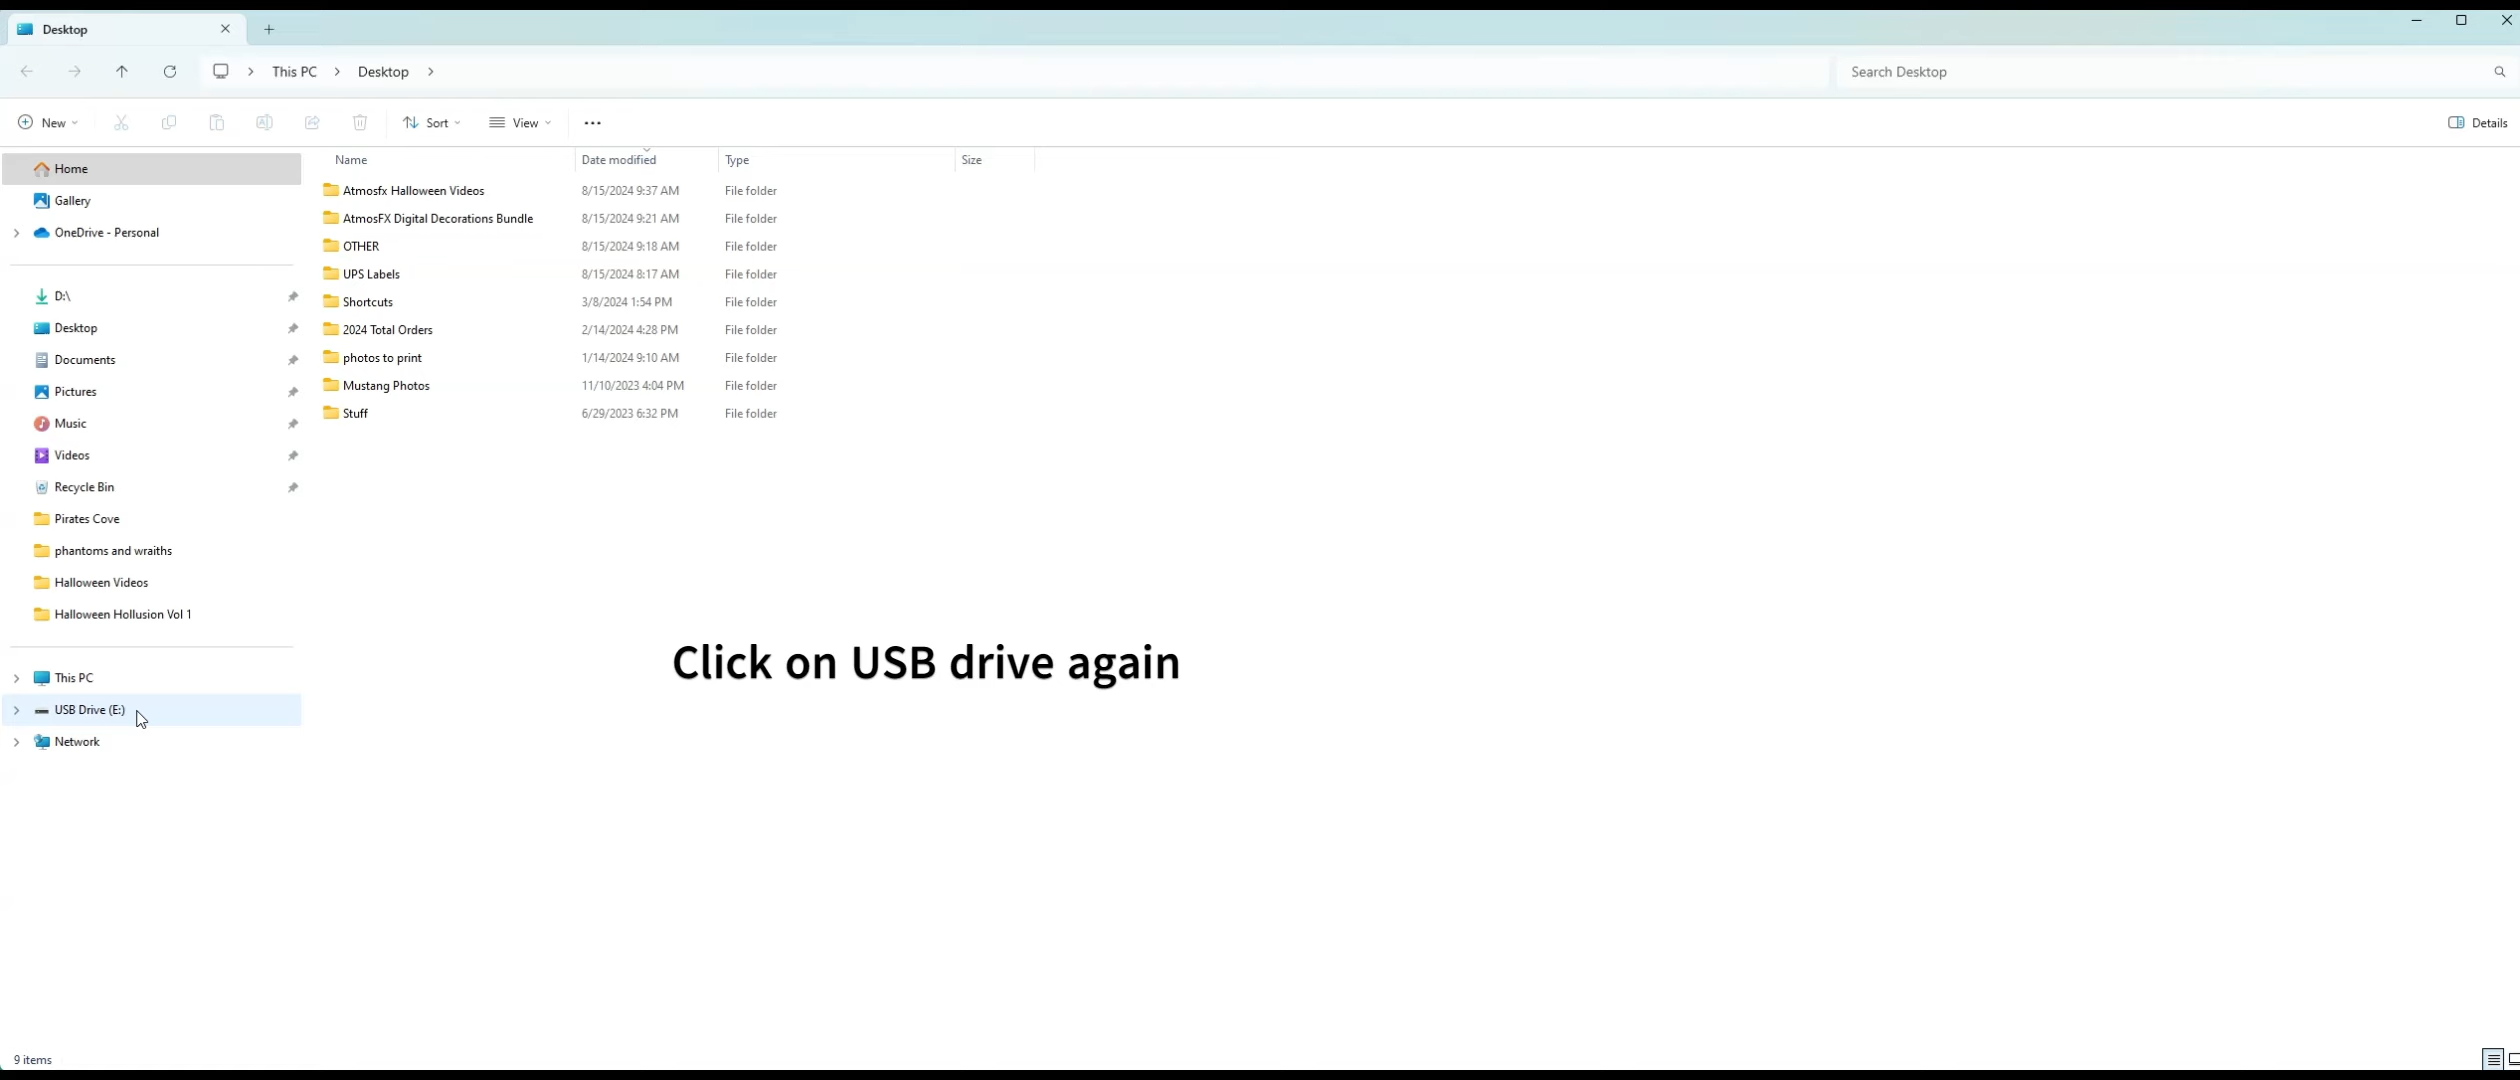 Desktop
This PC Desktop
Search Desktop
New
Sort
View
Details
Home
Gallery
OneDrive - Personal
D:\
Desktop
Documents
Pictures
Music
Videos
Recycle Bin
Pirates Cove
phantoms and wraiths
Halloween Videos
Halloween Hollusion Vol 1
This PC
USB Drive (E:)
Network
Name Date modified Type Size
Atmosfx Halloween Videos 8/15/2024 9:37 AM File folder
AtmosFX Digital Decorations Bundle 8/15/2024 9:21 AM File folder
OTHER 8/15/2024 9:18 AM File folder
UPS Labels 8/15/2024 8:17 AM File folder
Shortcuts 3/8/2024 1:54 PM File folder
2024 Total Orders 2/14/2024 4:28 PM File folder
photos to print 1/14/2024 9:10 AM File folder
Mustang Photos 11/10/2023 4:04 PM File folder
Stuff 6/29/2023 6:32 PM File folder
Click on USB drive again
9 items